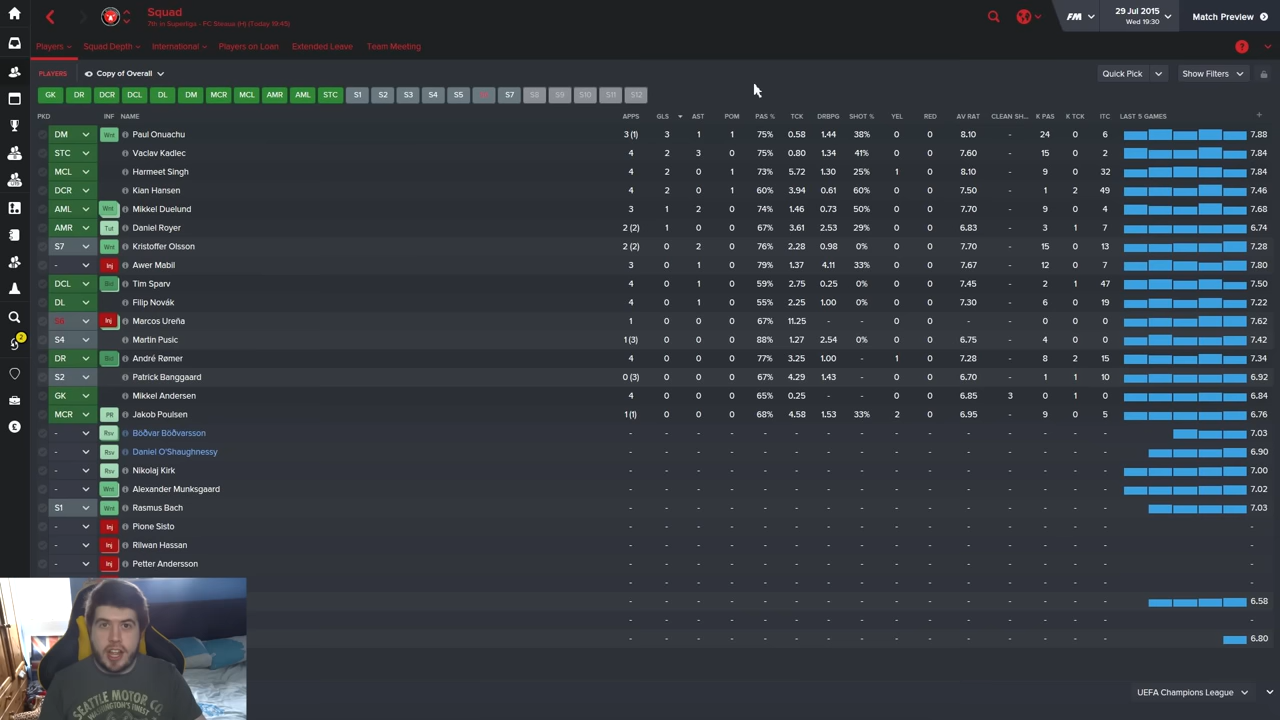 Squad
7th in Superliga - FC Steaua (H) (Today 19:45)
FM
29 Jul 2015
Wed 19:30
Match Preview
Players
Squad Depth
International
Players on Loan
Extended Leave
Team Meeting
PLAYERS
Copy of Overall
Quick Pick
Show Filters
GK DR DCR DCL DL DM MCR MCL AMR AML STC S1 S2 S3 S4 S5 S7 S8 S9 S10 S11 S12
PKD INF NAME APPS GLS AST POM PAS % TCK DRBPG SHOT % YEL RED AV RAT CLEAN SH... K PAS K TCK ITC LAST 5 GAMES
DM Wnt Paul Onuachu 3 (1) 3 1 1 75% 0.58 1.44 38% 0 0 8.10 - 24 0 6 7.88
STC Vaclav Kadlec 4 2 3 0 75% 0.80 1.34 41% 0 0 7.60 - 15 0 2 7.84
MCL Harmeet Singh 4 2 0 1 73% 5.72 1.30 25% 1 0 8.10 - 9 0 32 7.84
DCR Kian Hansen 4 2 0 1 60% 3.94 0.61 60% 0 0 7.50 - 1 2 49 7.46
AML Wnt Mikkel Duelund 3 1 2 0 74% 1.46 0.73 50% 0 0 7.70 - 9 0 4 7.68
AMR Tut Daniel Royer 2 (2) 1 0 0 67% 3.61 2.53 29% 0 0 6.83 - 3 1 7 6.74
S7 Wnt Kristoffer Olsson 2 (2) 0 2 0 76% 2.28 0.98 0% 0 0 7.70 - 15 0 13 7.28
- Inj Awer Mabil 3 0 1 0 79% 1.37 4.11 33% 0 0 7.67 - 12 0 7 7.80
DCL Bid Tim Sparv 4 0 1 0 59% 2.75 0.25 0% 0 0 7.45 - 2 1 47 7.50
DL Filip Novák 4 0 1 0 55% 2.25 1.00 0% 0 0 7.30 - 6 0 19 7.22
S6 Inj Marcos Ureña 1 0 0 0 67% 11.25 - - 0 0 - - 0 0 0 7.62
S4 Martin Pusic 1 (3) 0 0 0 88% 1.27 2.54 0% 0 0 6.75 - 4 0 0 7.42
DR Bid André Rømer 4 0 0 0 77% 3.25 1.00 - 1 0 7.28 - 8 2 15 7.34
S2 Patrick Banggaard 0 (3) 0 0 0 67% 4.29 1.43 - 0 0 6.70 - 1 1 10 6.92
GK Mikkel Andersen 4 0 0 0 65% 0.25 - - 0 0 6.85 3 0 1 0 6.84
MCR PR Jakob Poulsen 1 (1) 0 0 0 68% 4.58 1.53 33% 2 0 6.95 - 9 0 5 6.76
- Rsv Böðvar Böðvarsson - - - - - - - - - - - - - - - 7.03
- Rsv Daniel O'Shaughnessy - - - - - - - - - - - - - - - 6.90
- Rsv Nikolaj Kirk - - - - - - - - - - - - - - - 7.00
- Wnt Alexander Munksgaard - - - - - - - - - - - - - - - 7.02
S1 Wnt Rasmus Bach - - - - - - - - - - - - - - - 7.03
- Inj Pione Sisto - - - - - - - - - - - - - - - -
- Inj Rilwan Hassan - - - - - - - - - - - - - - - -
- Inj Petter Andersson - - - - - - - - - - - - - - - -
- - - - - - - - - - - - - - - -
- - - - - - - - - - - - - - - 6.58
- - - - - - - - - - - - - - - -
- - - - - - - - - - - - - - - 6.80
2
SEATTLE MOTOR CO.
UEFA Champions League